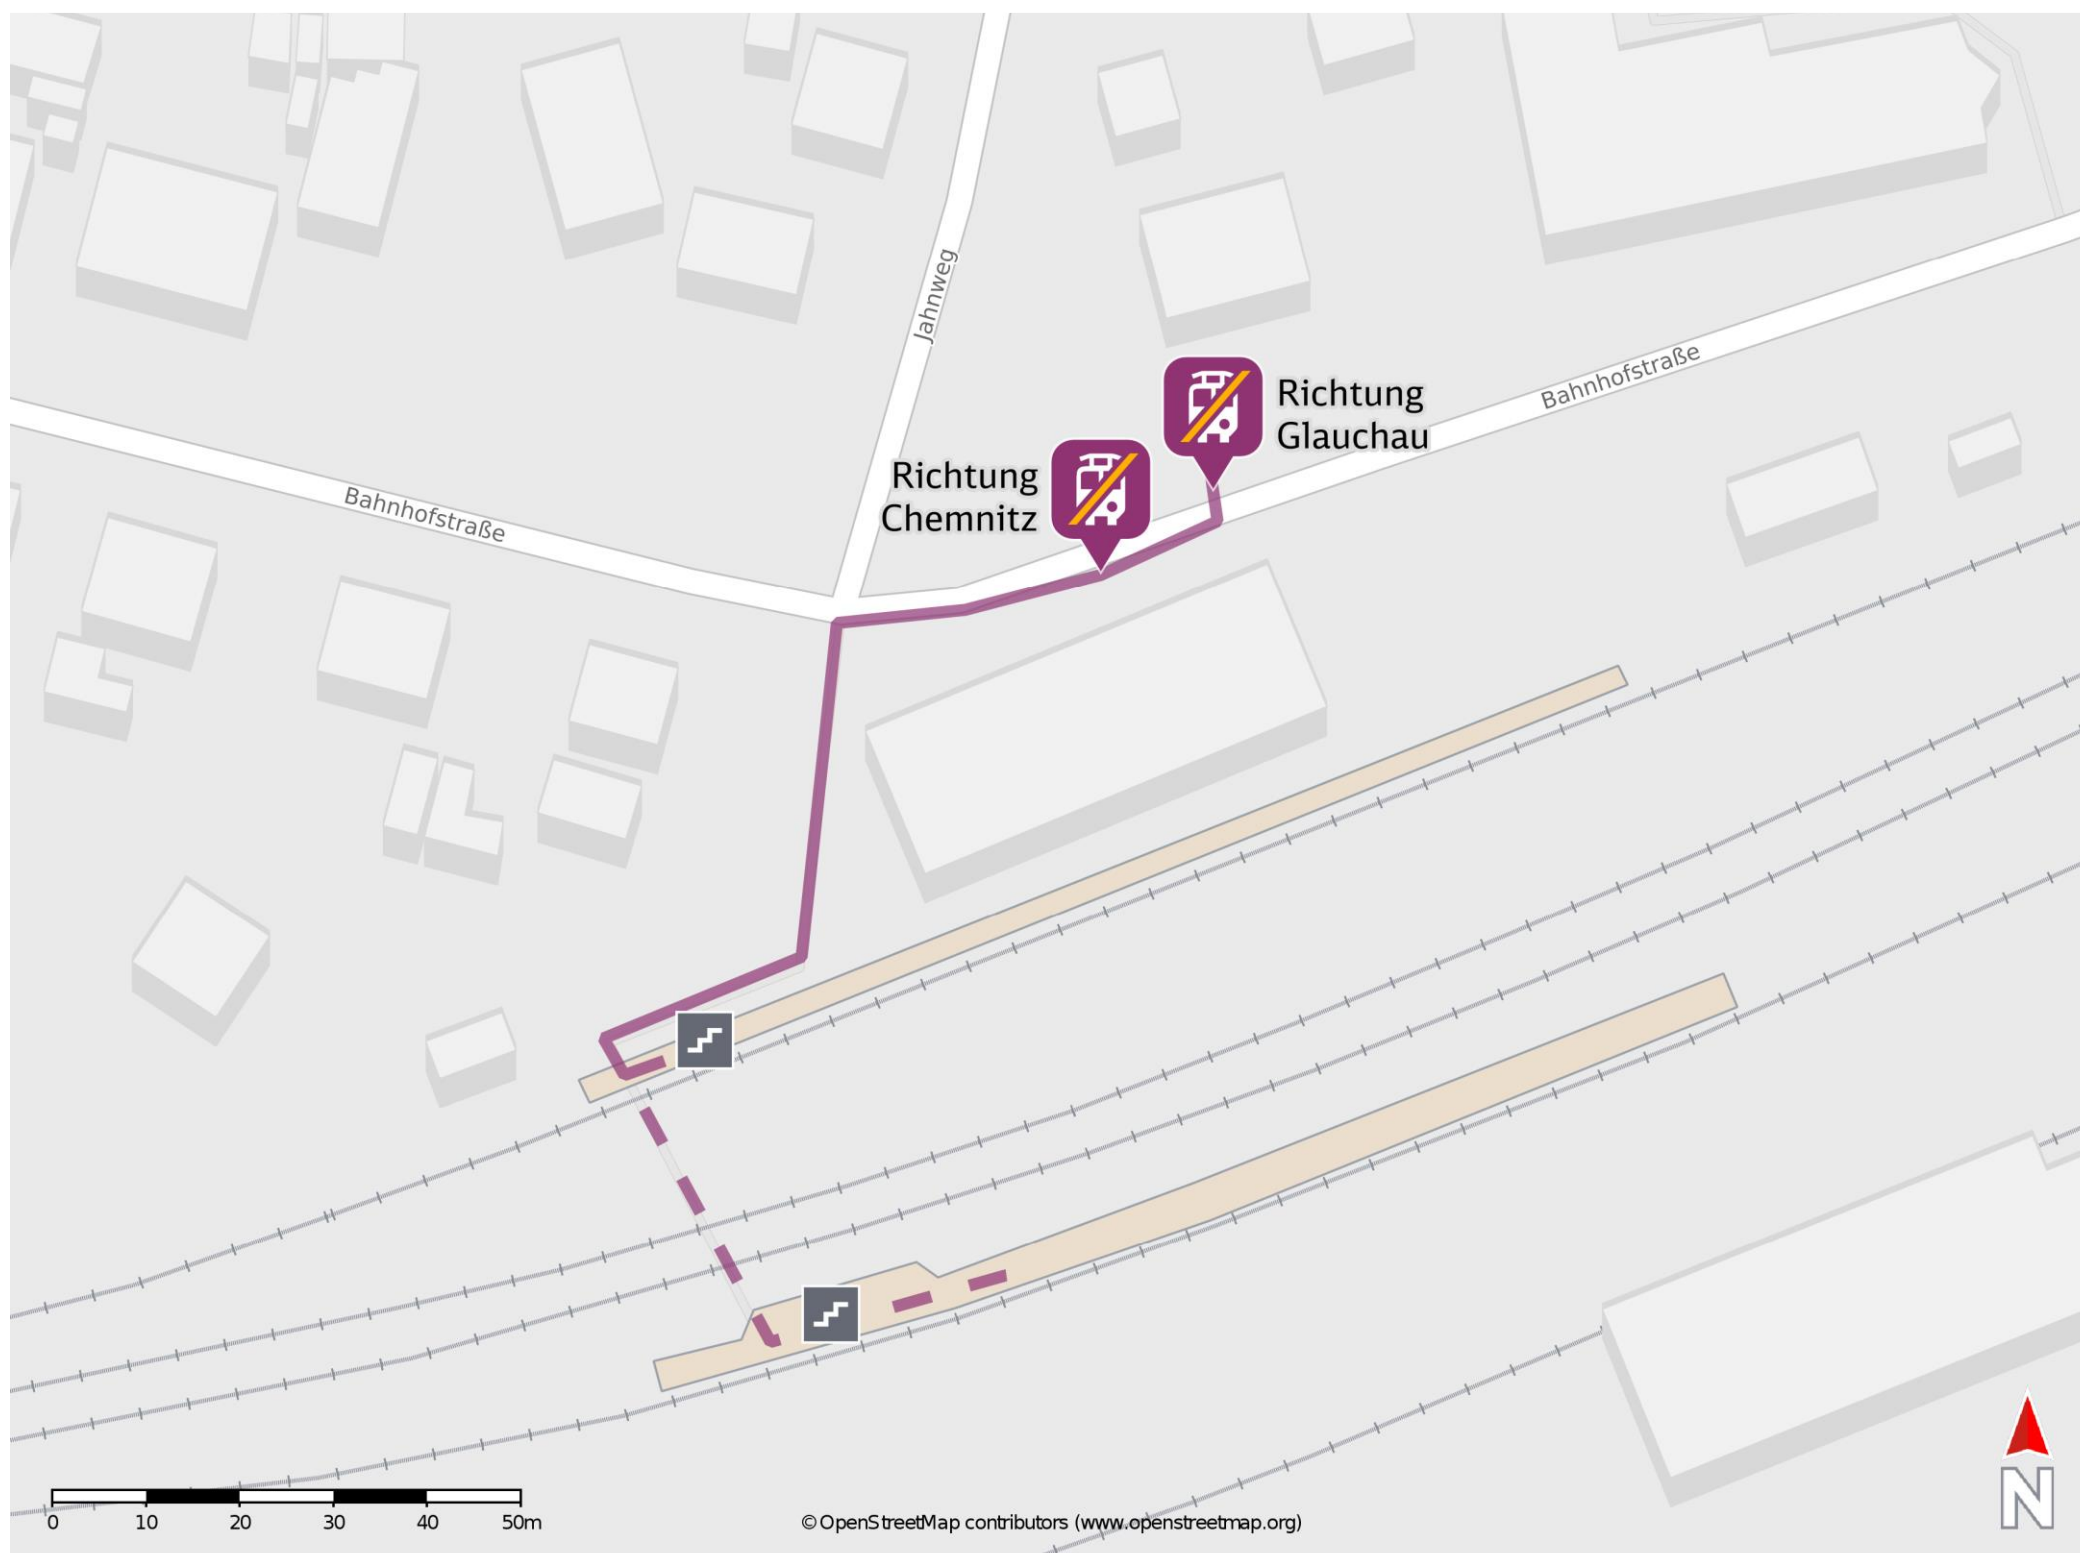 Jahnweg
Richtung
Glauchau
Bahnhofstraße
Richtung
Chemnitz
Bahnhofstraße
0 10 20 30 40 50m
© OpenStreetMap contributors (www.openstreetmap.org)
N